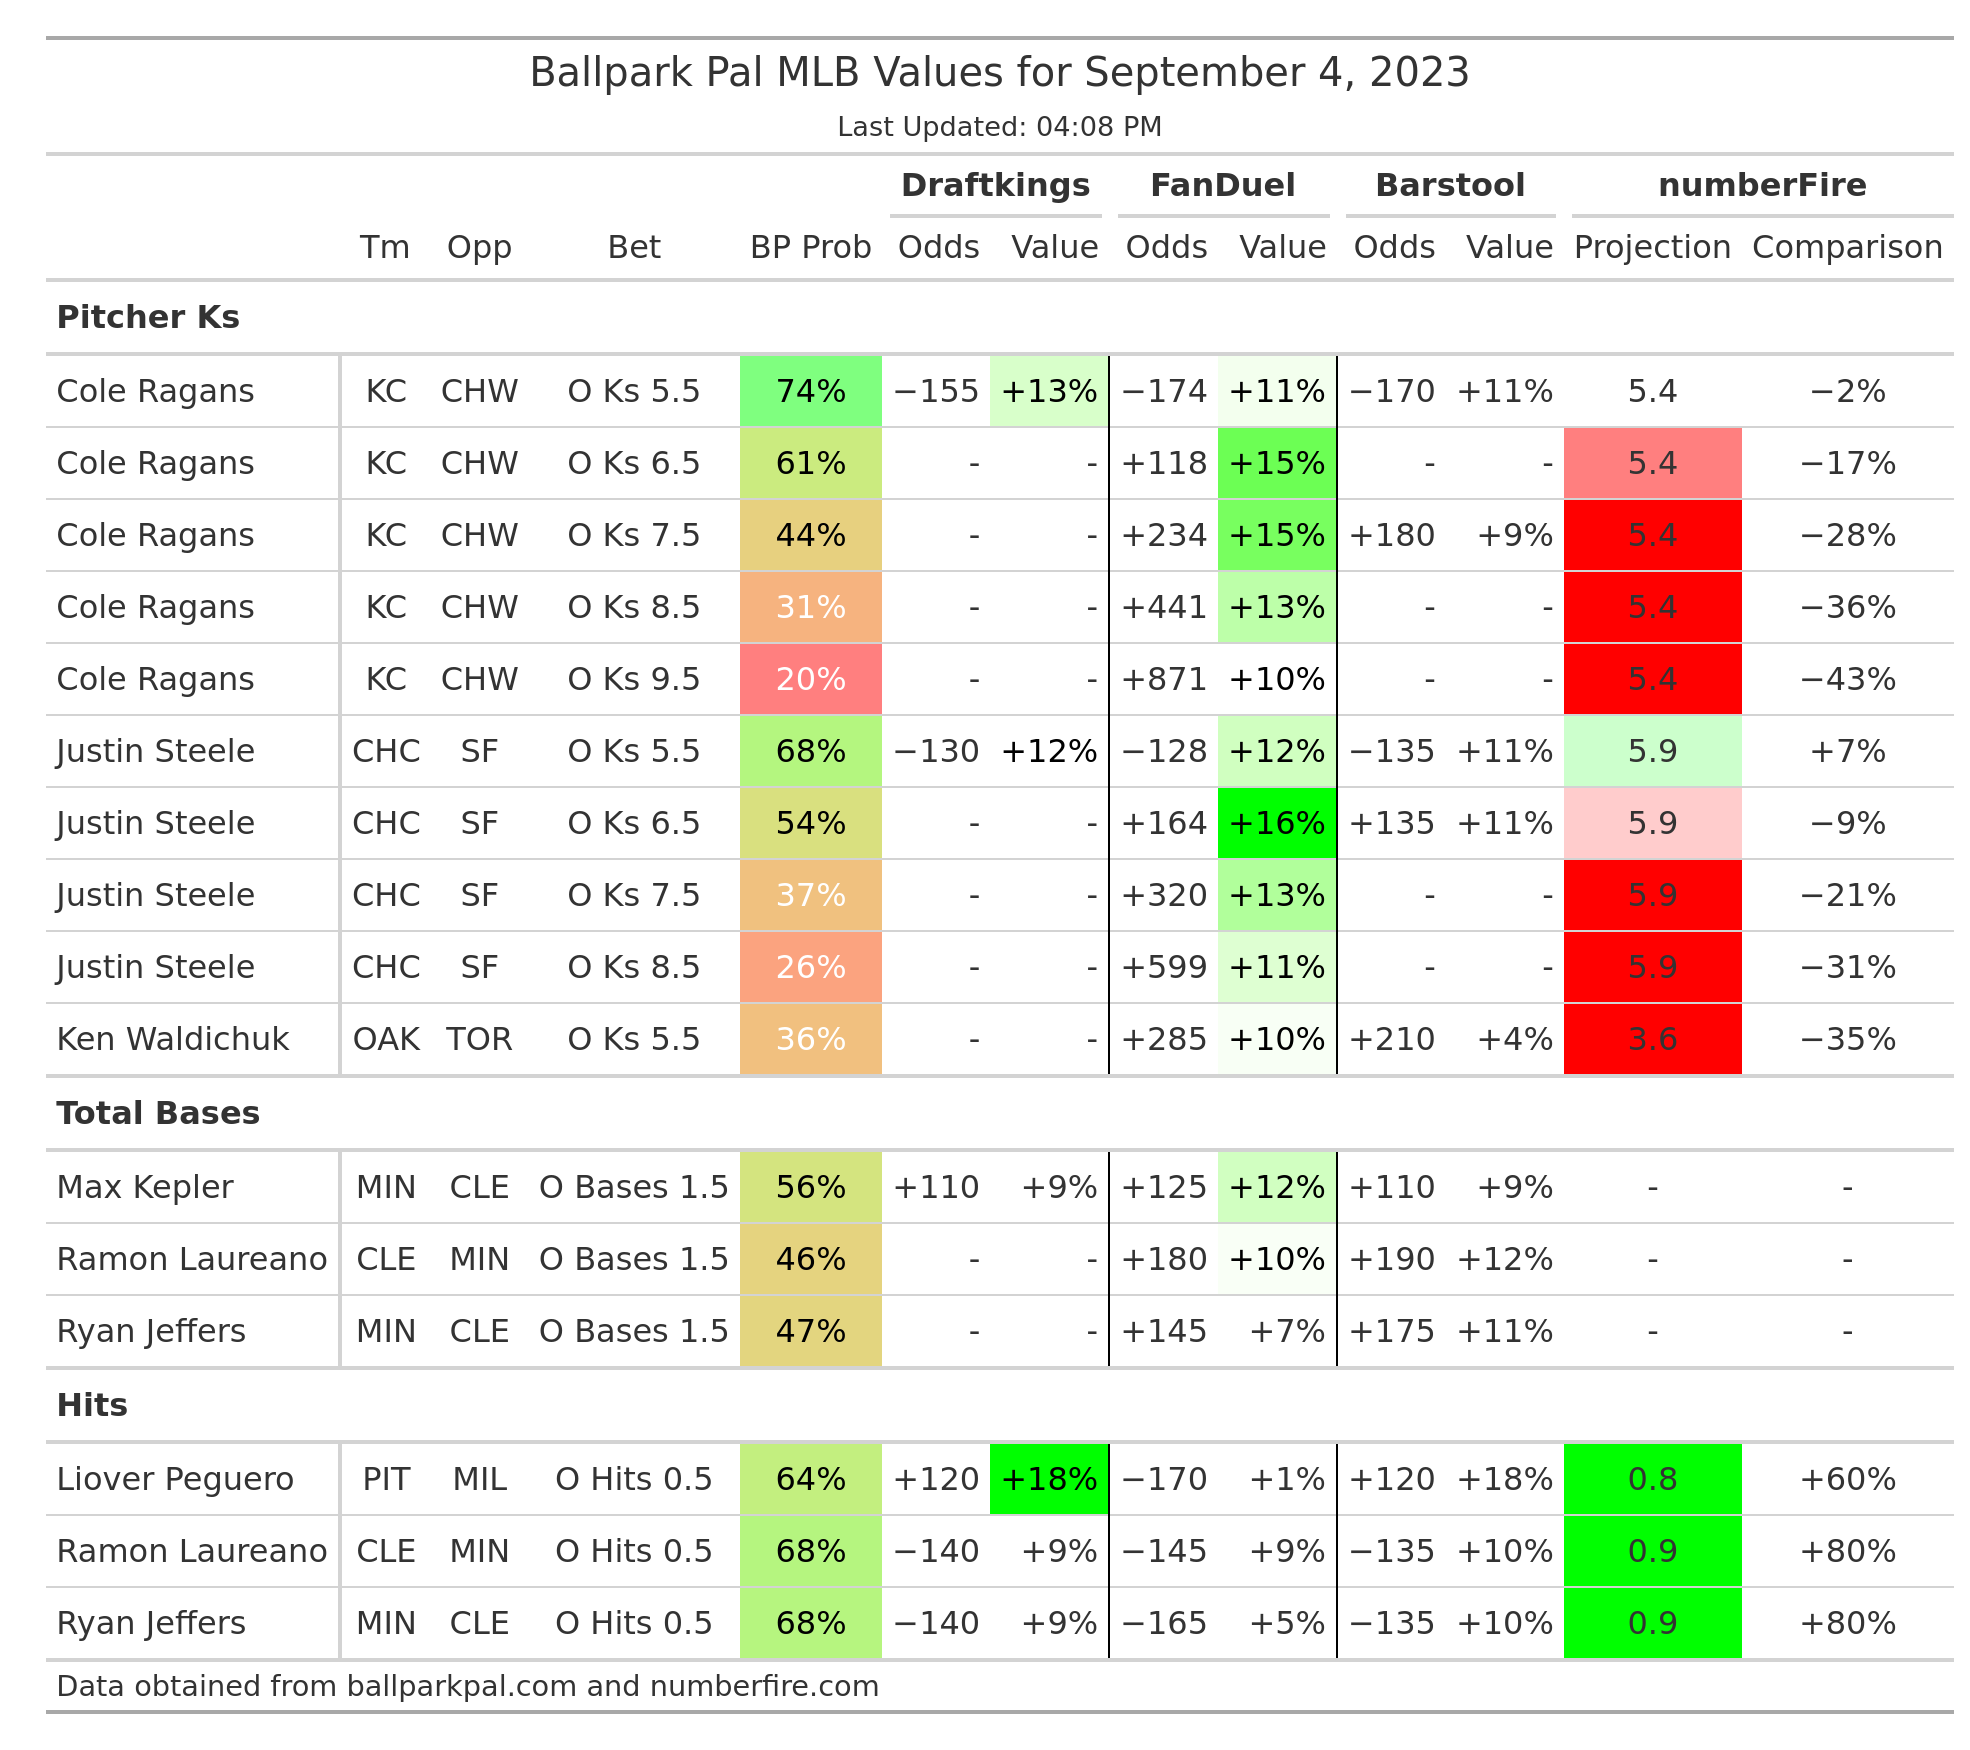 Ballpark Pal MLB Values for September 4, 2023
Last Updated: 04:08 PM
Draftkings FanDuel Barstool numberFire
Tm Opp Bet BP Prob Odds Value Odds Value Odds Value Projection Comparison
Pitcher Ks
Cole Ragans KC CHW O Ks 5.5 74% −155 +13% −174 +11% −170 +11% 5.4 −2%
Cole Ragans KC CHW O Ks 6.5 61% - - +118 +15% - - 5.4 −17%
Cole Ragans KC CHW O Ks 7.5 44% - - +234 +15% +180 +9% 5.4 −28%
Cole Ragans KC CHW O Ks 8.5 31% - - +441 +13% - - 5.4 −36%
Cole Ragans KC CHW O Ks 9.5 20% - - +871 +10% - - 5.4 −43%
Justin Steele CHC SF O Ks 5.5 68% −130 +12% −128 +12% −135 +11% 5.9 +7%
Justin Steele CHC SF O Ks 6.5 54% - - +164 +16% +135 +11% 5.9 −9%
Justin Steele CHC SF O Ks 7.5 37% - - +320 +13% - - 5.9 −21%
Justin Steele CHC SF O Ks 8.5 26% - - +599 +11% - - 5.9 −31%
Ken Waldichuk OAK TOR O Ks 5.5 36% - - +285 +10% +210 +4% 3.6 −35%
Total Bases
Max Kepler MIN CLE O Bases 1.5 56% +110 +9% +125 +12% +110 +9% - -
Ramon Laureano CLE MIN O Bases 1.5 46% - - +180 +10% +190 +12% - -
Ryan Jeffers MIN CLE O Bases 1.5 47% - - +145 +7% +175 +11% - -
Hits
Liover Peguero PIT MIL O Hits 0.5 64% +120 +18% −170 +1% +120 +18% 0.8 +60%
Ramon Laureano CLE MIN O Hits 0.5 68% −140 +9% −145 +9% −135 +10% 0.9 +80%
Ryan Jeffers MIN CLE O Hits 0.5 68% −140 +9% −165 +5% −135 +10% 0.9 +80%
Data obtained from ballparkpal.com and numberfire.com